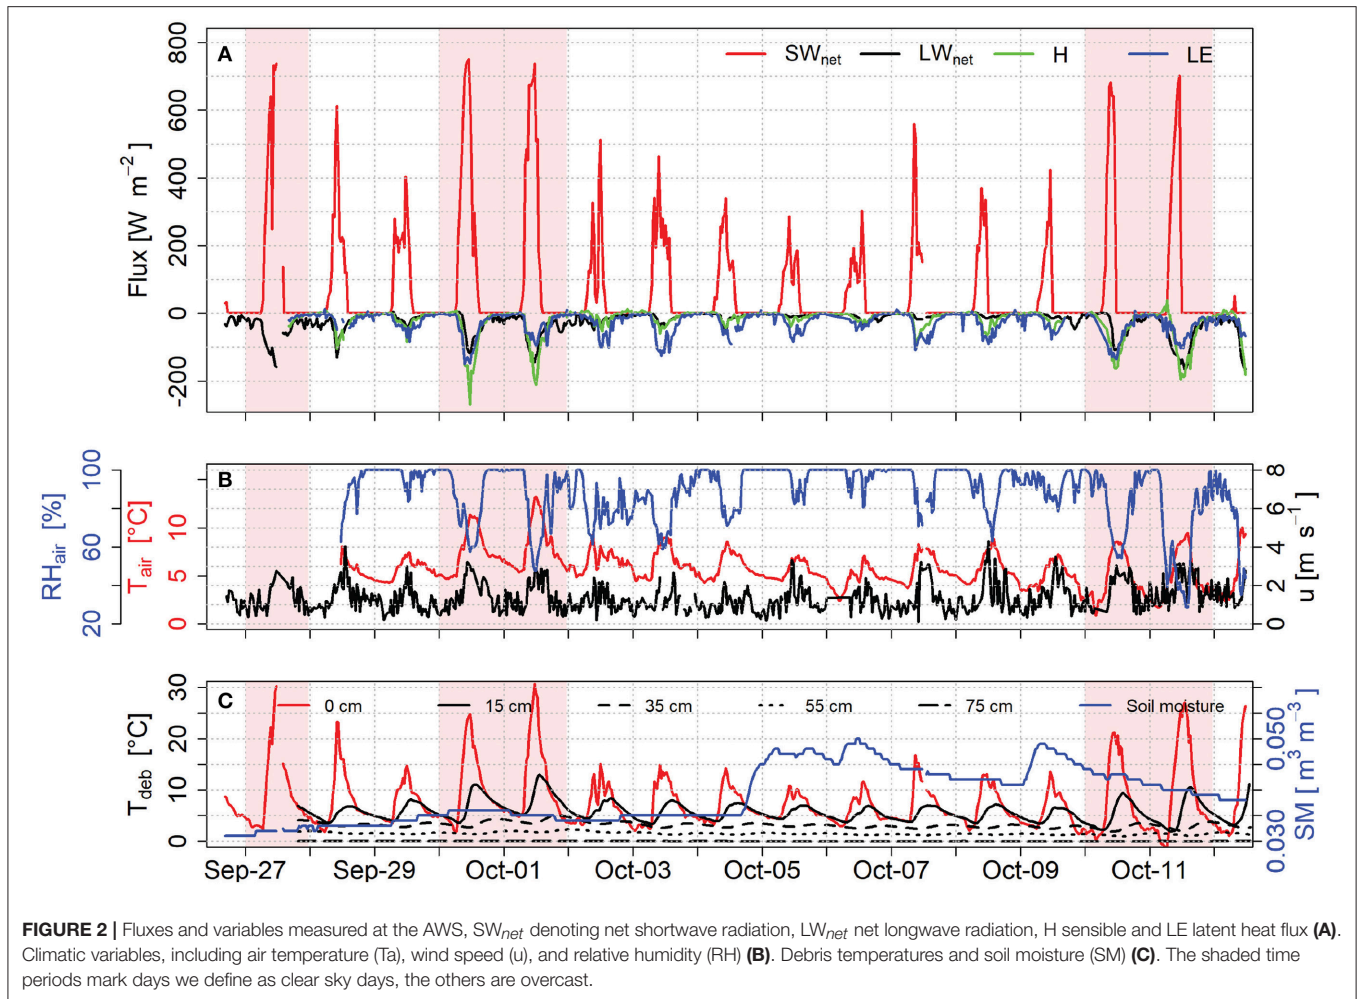 A
SWnet LWnet H LE
Flux [W m−2]
800
600
400
200
0
-200
B
RHair [%]
100
60
20
Tair [°C]
10
5
0
u [m s−1]
8
6
4
2
0
C
0 cm 15 cm 35 cm 55 cm 75 cm Soil moisture
Tdeb [°C]
30
20
10
0
SM [m3 m−3]
0.050
0.030
Sep-27 Sep-29 Oct-01 Oct-03 Oct-05 Oct-07 Oct-09 Oct-11
FIGURE 2 | Fluxes and variables measured at the AWS, SWnet denoting net shortwave radiation, LWnet net longwave radiation, H sensible and LE latent heat flux (A).
Climatic variables, including air temperature (Ta), wind speed (u), and relative humidity (RH) (B). Debris temperatures and soil moisture (SM) (C). The shaded time
periods mark days we define as clear sky days, the others are overcast.